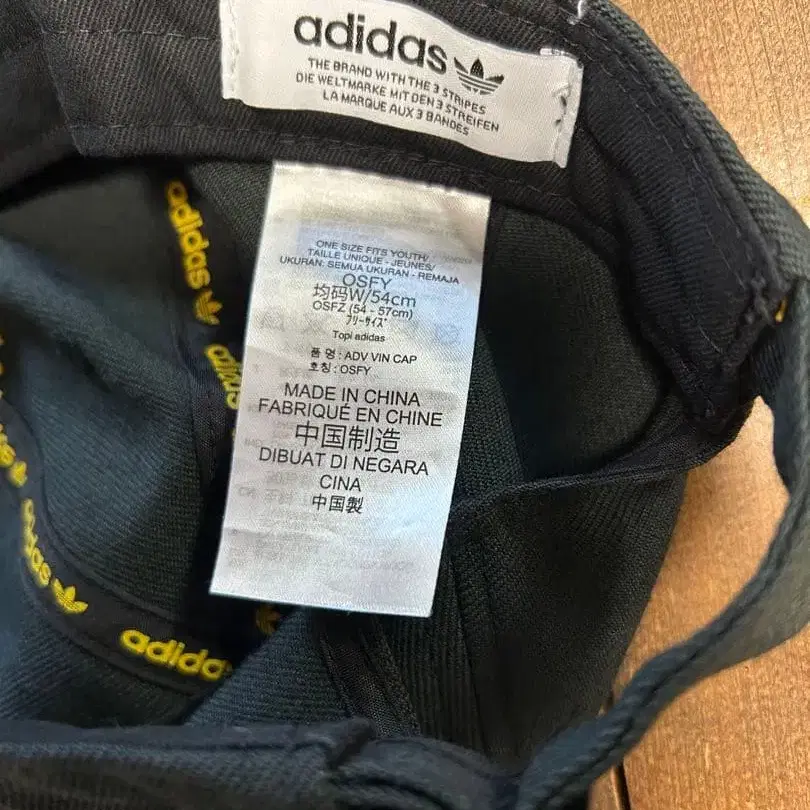 adidas
THE BRAND WITH THE 3 STRIPES
DIE WELTMARKE MIT DEN 3 STREIFEN
LA MARQUE AUX 3 BANDES
adidas
adidas
adidas
adidas
ONE SIZE FITS YOUTH/
TAILLE UNIQUE - JEUNES/
UKURAN: SEMUA UKURAN - REMAJA
OSFY
均码W/54cm
OSFZ (54 - 57cm)
フリーサイズ
Topi adidas
품 명 : ADV VIN CAP
호칭 : OSFY
MADE IN CHINA
FABRIQUÉ EN CHINE
中国制造
DIBUAT DI NEGARA
CINA
中国製